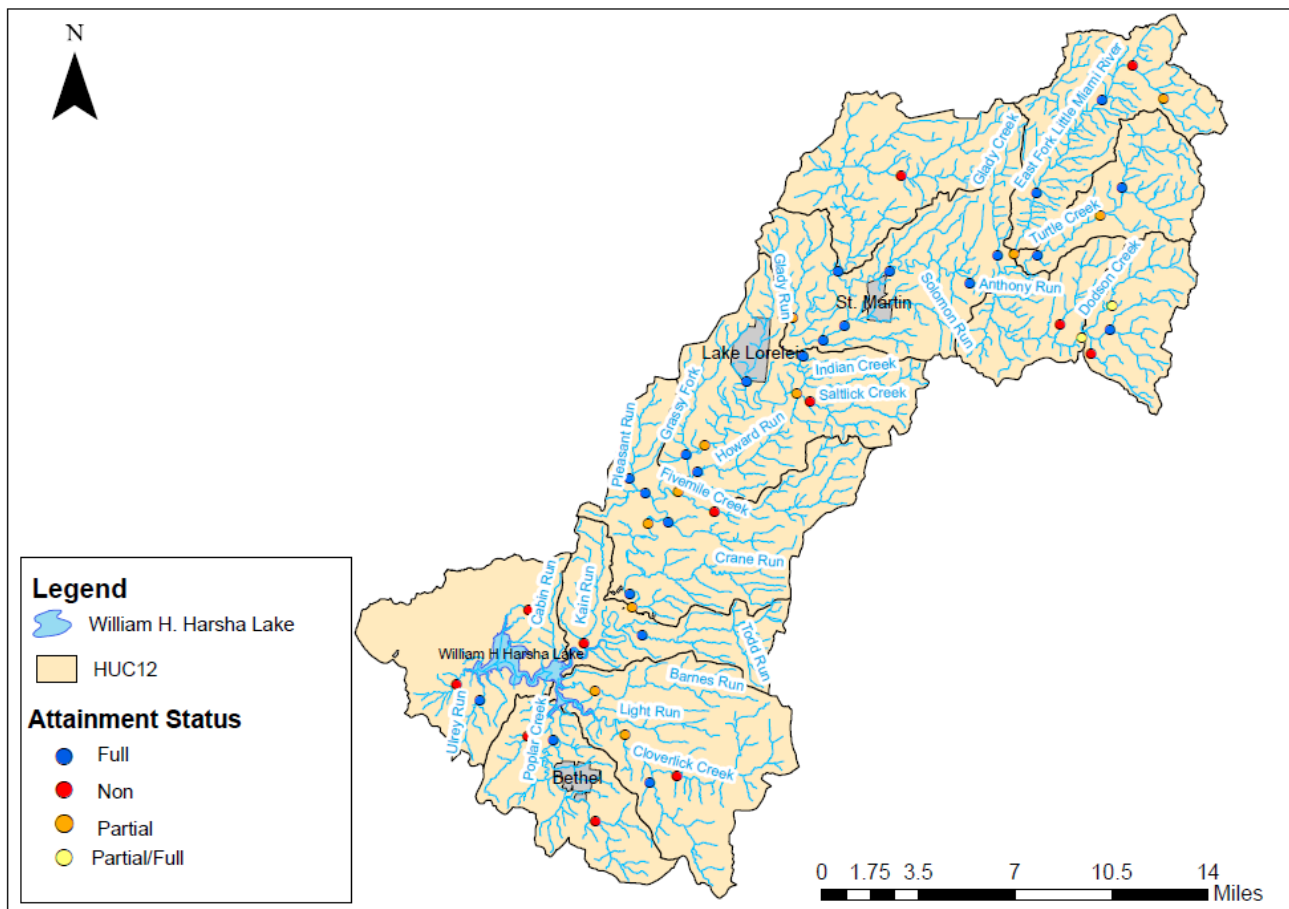 N
East Fork Little Miami River
Glady Creek
Turtle Creek
Glady Run
Solomon Run
Anthony Run
Dodson Creek
St. Martin
Lake Lorelei
Indian Creek
Saltlick Creek
Grassy Fork
Howard Run
Pleasant Run
Fivemile Creek
Crane Run
Cabin Run
Kain Run
Todd Run
William H Harsha Lake
Barnes Run
Light Run
Ulrey Run
Poplar Creek
Cloverlick Creek
Bethel
Legend
William H. Harsha Lake
HUC12
Attainment Status
Full
Non
Partial
Partial/Full
0 1.75 3.5 7 10.5 14
Miles